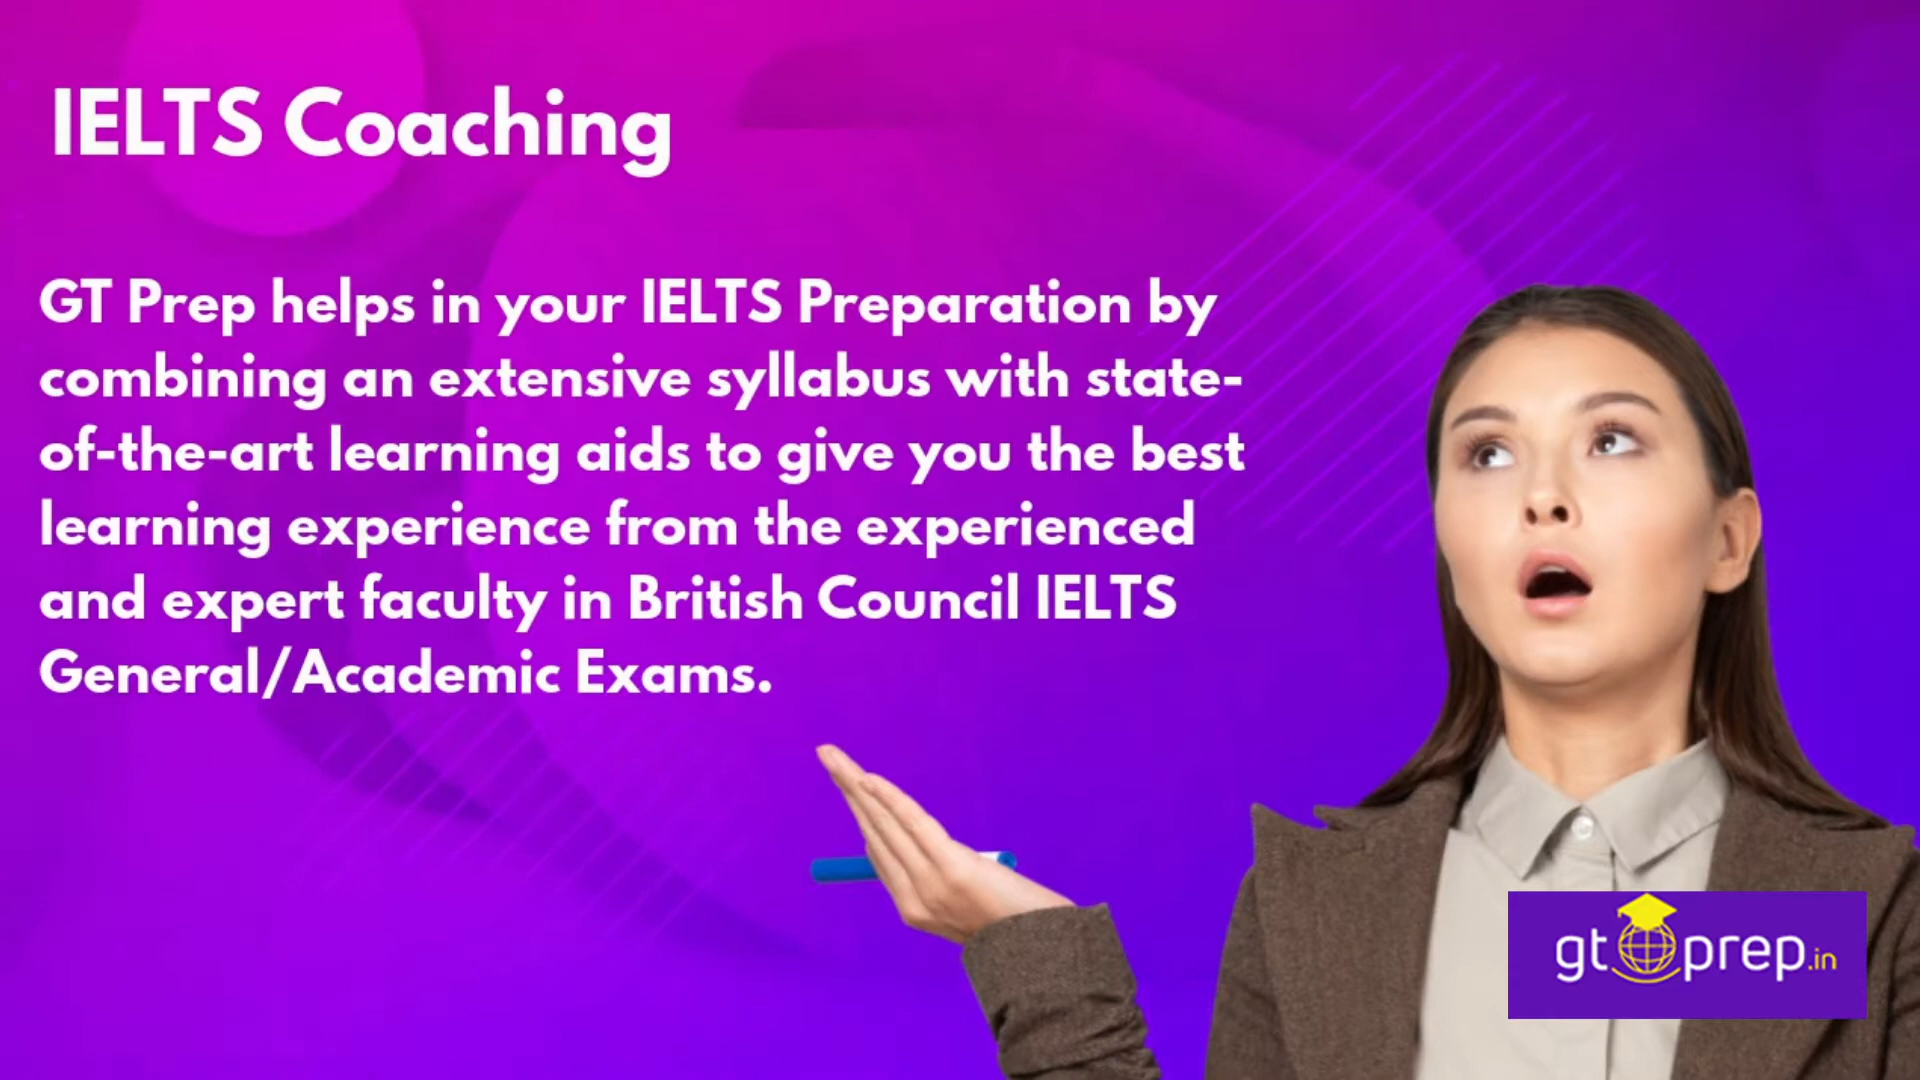 IELTS Coaching
GT Prep helps in your IELTS Preparation by
combining an extensive syllabus with state-
of-the-art learning aids to give you the best
learning experience from the experienced
and expert faculty in British Council IELTS
General/Academic Exams.
gt prep.in